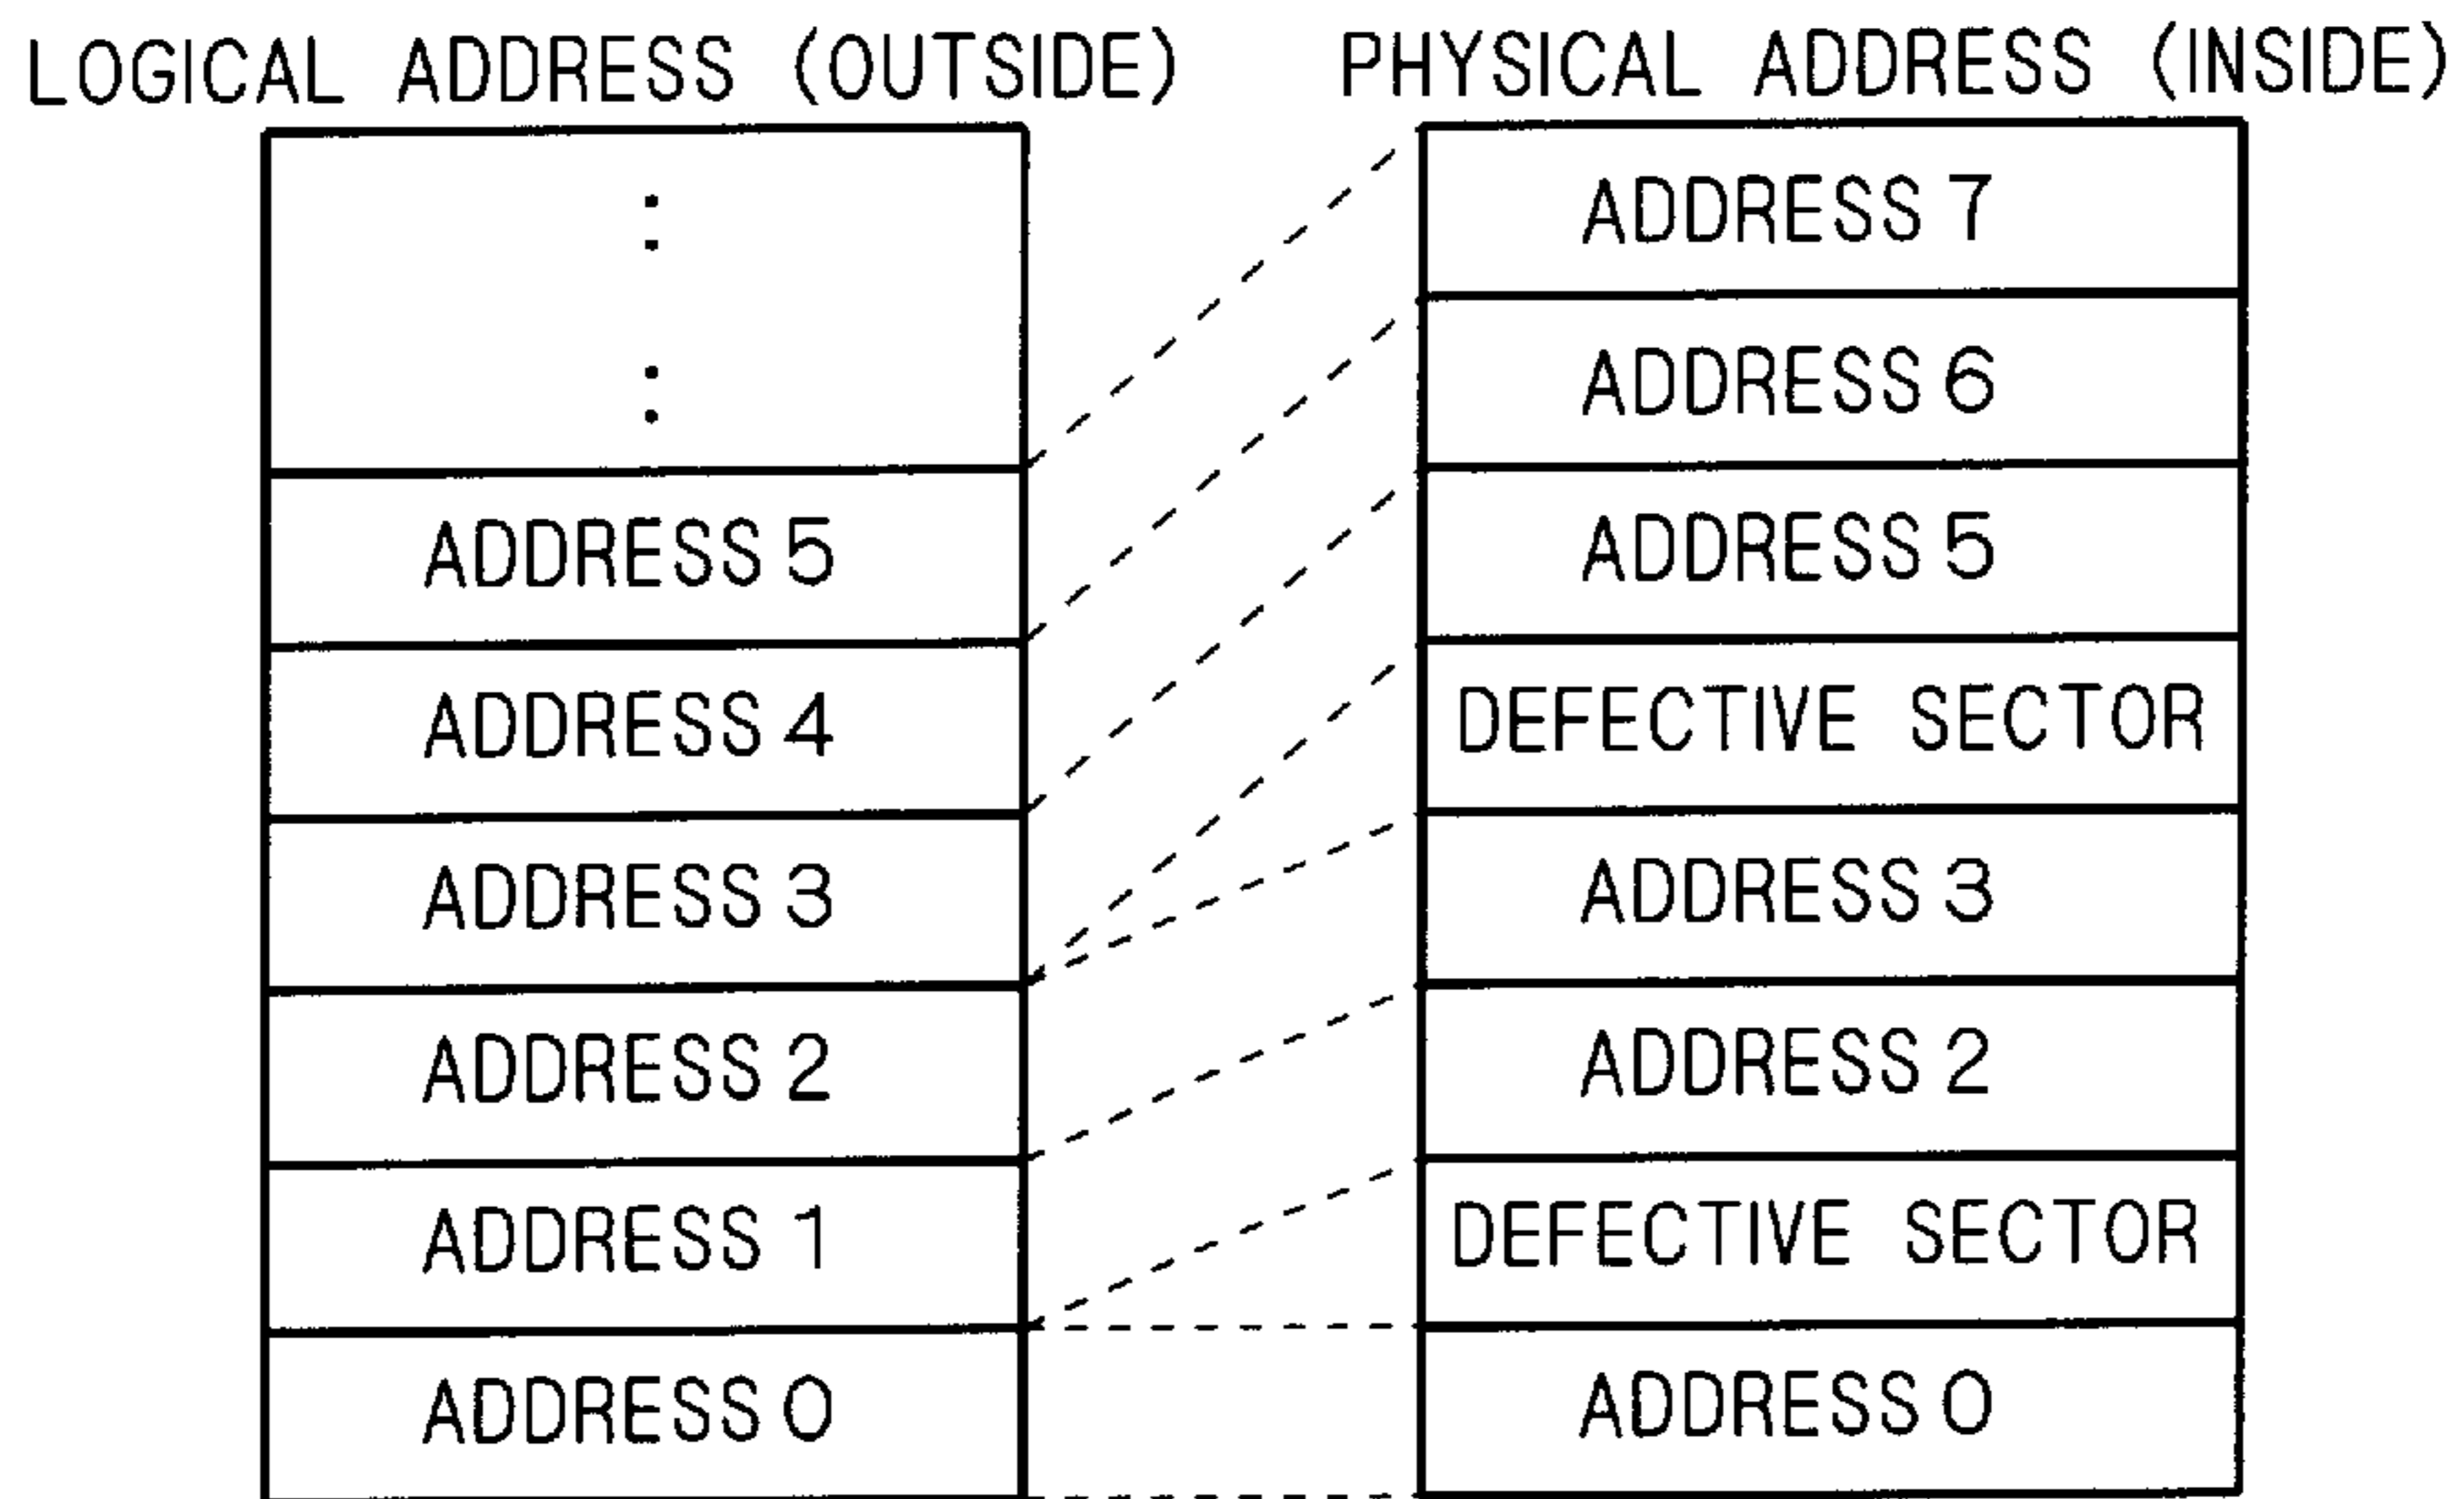 LOGICAL ADDRESS (OUTSIDE)
:
:
ADDRESS 5
ADDRESS 4
ADDRESS 3
ADDRESS 2
ADDRESS 1
ADDRESS 0
PHYSICAL ADDRESS (INSIDE)
ADDRESS 7
ADDRESS 6
ADDRESS 5
DEFECTIVE SECTOR
ADDRESS 3
ADDRESS 2
DEFECTIVE SECTOR
ADDRESS 0